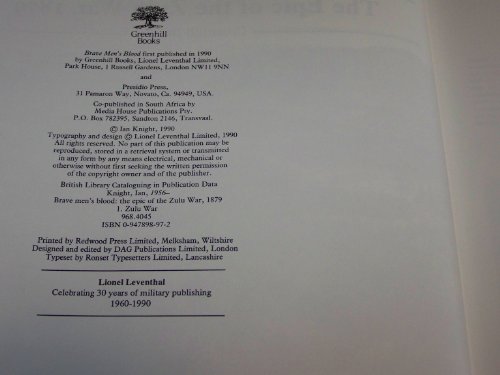 Greenhill
Books
Brave Men's Blood first published in 1990
by Greenhill Books, Lionel Leventhal Limited,
Park House, 1 Russell Gardens, London NW11 9NN
and
Presidio Press,
31 Pamaron Way, Novato, Ca. 94949, USA.
Co-published in South Africa by
Media House Publications Pty.
P.O. Box 782395, Sandton 2146, Transvaal.
© Ian Knight, 1990
Typography and design © Lionel Leventhal Limited, 1990
All rights reserved. No part of this publication may be
reproduced, stored in a retrieval system or transmitted
in any form by any means electrical, mechanical or
otherwise without first seeking the written permission
of the copyright owner and of the publisher.
British Library Cataloguing in Publication Data
Knight, Ian, 1956–
Brave men's blood: the epic of the Zulu War, 1879
1. Zulu War
968.4045
ISBN 0-947898-97-2
Printed by Redwood Press Limited, Melksham, Wiltshire
Designed and edited by DAG Publications Limited, London
Typeset by Ronset Typesetters Limited, Lancashire
Lionel Leventhal
Celebrating 30 years of military publishing
1960-1990